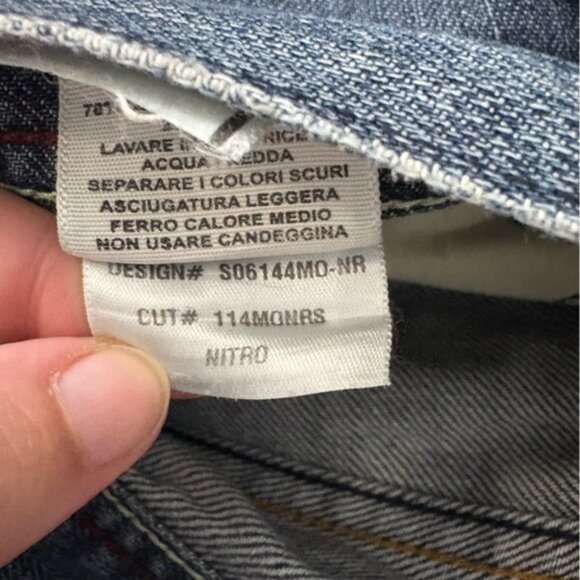 LAVARE
ACQUA
SEPARARE I COLORI SCURI
ASCIUGATURA LEGGERA
FERRO CALORE MEDIO
NON USARE CANDEGGINA
DESIGN# S06144MO-NR
CUT# 114MONRS
NITRO